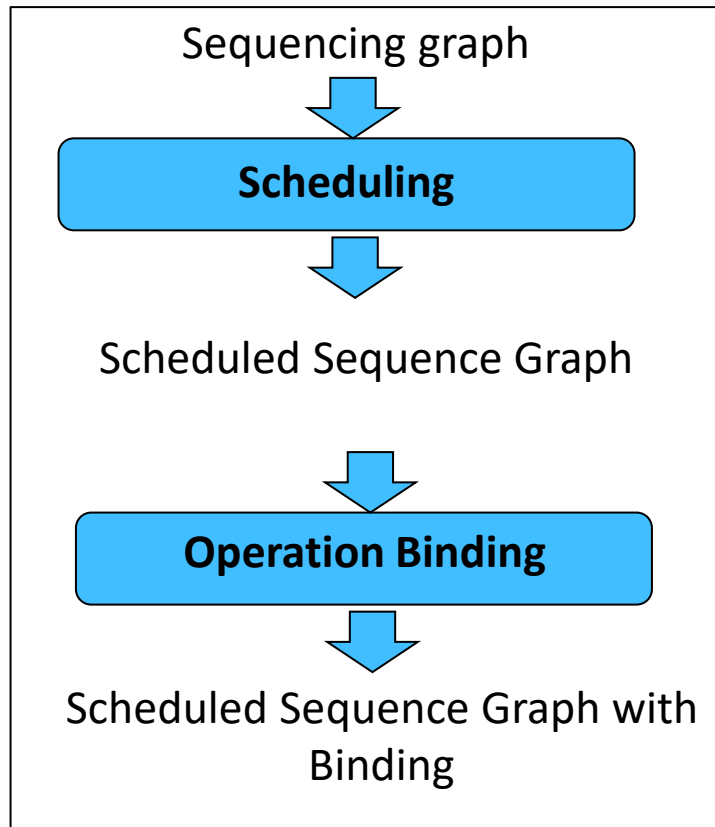 Sequencing graph
Scheduling
Scheduled Sequence Graph
Operation Binding
Scheduled Sequence Graph with
Binding